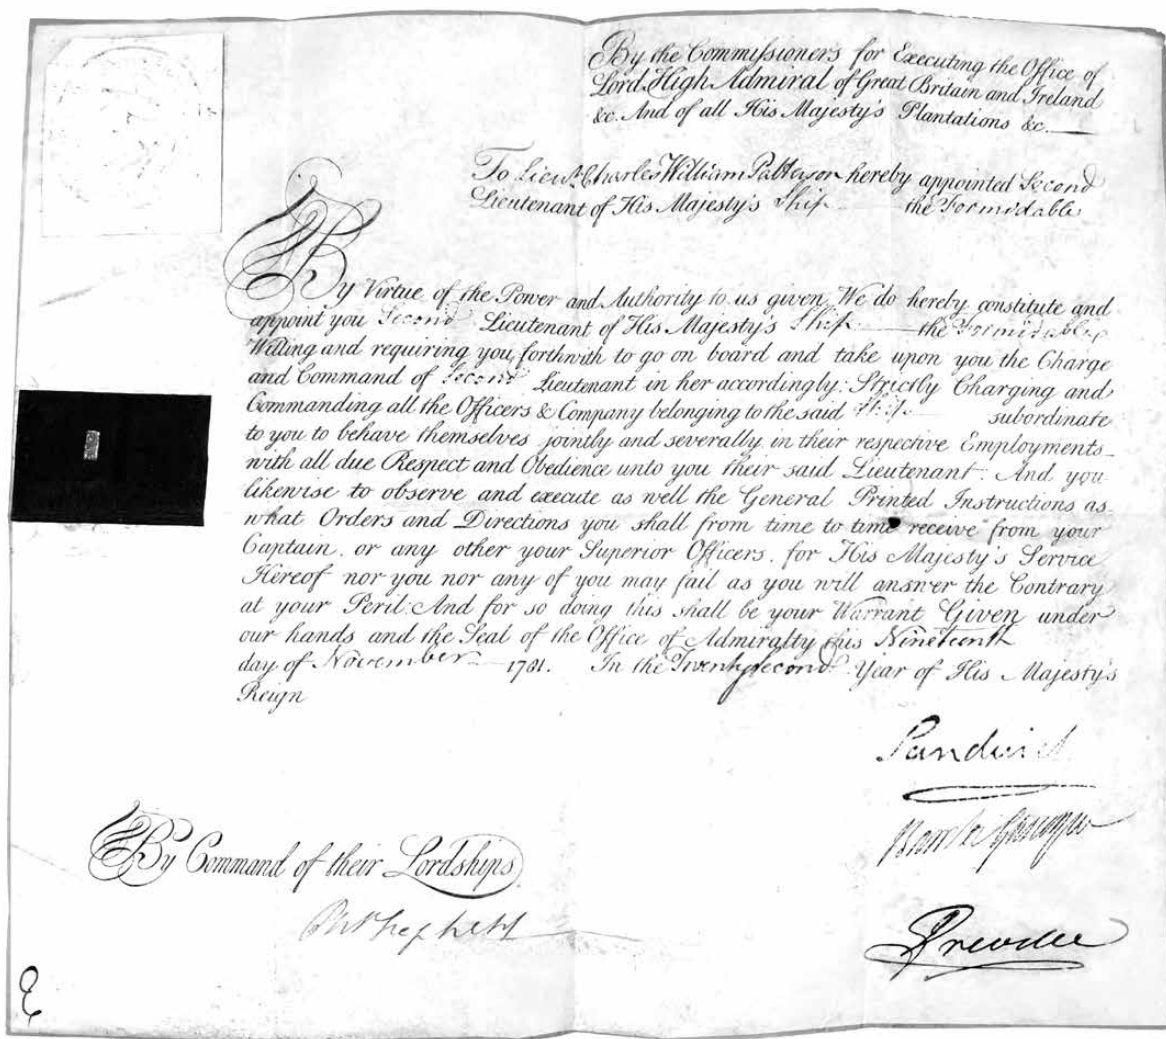 By the Commissioners for Executing the Office of
Lord High Admiral of Great Britain and Ireland
&c. And of all His Majesty's Plantations &c.
To Lieut. Charles William Patterson hereby appointed Second
Lieutenant of His Majesty's Ship the Formidable
By Virtue of the Power and Authority to us given We do hereby constitute and
appoint you Second Lieutenant of His Majesty's Ship the Formidable
Willing and requiring you forthwith to go on board and take upon you the Charge
and Command of Second Lieutenant in her accordingly. Strictly Charging and
Commanding all the Officers & Company belonging to the said Ship subordinate
to you to behave themselves jointly and severally in their respective Employments
with all due Respect and Obedience unto you their said Lieutenant. And you
likewise to observe and execute as well the General Printed Instructions as
what Orders and Directions you shall from time to time receive from your
Captain, or any other your Superior Officers, for His Majesty's Service
Hereof nor you nor any of you may fail as you will answer the Contrary
at your Peril. And for so doing this shall be your Warrant Given under
our hands and the Seal of the Office of Admiralty this Nineteenth
day of November 1781. In the Twenty second Year of His Majesty's
Reign
Sandwich
By Command of their Lordships